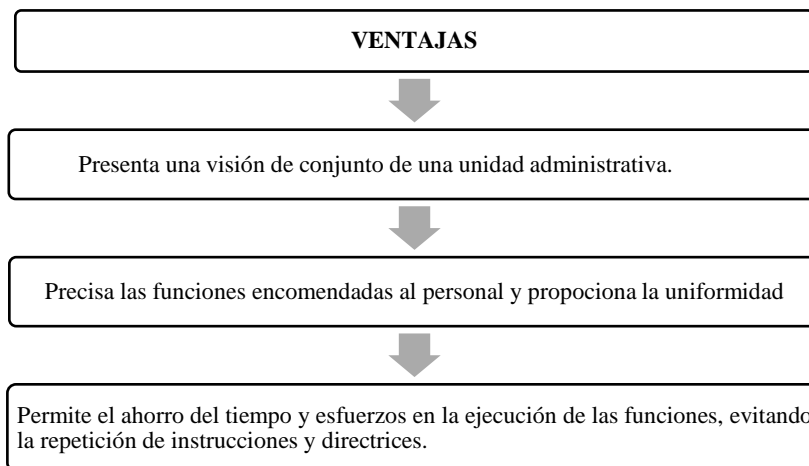 VENTAJAS
Presenta una visión de conjunto de una unidad administrativa.
Precisa las funciones encomendadas al personal y propociona la uniformidad
Permite el ahorro del tiempo y esfuerzos en la ejecución de las funciones, evitando
la repetición de instrucciones y directrices.